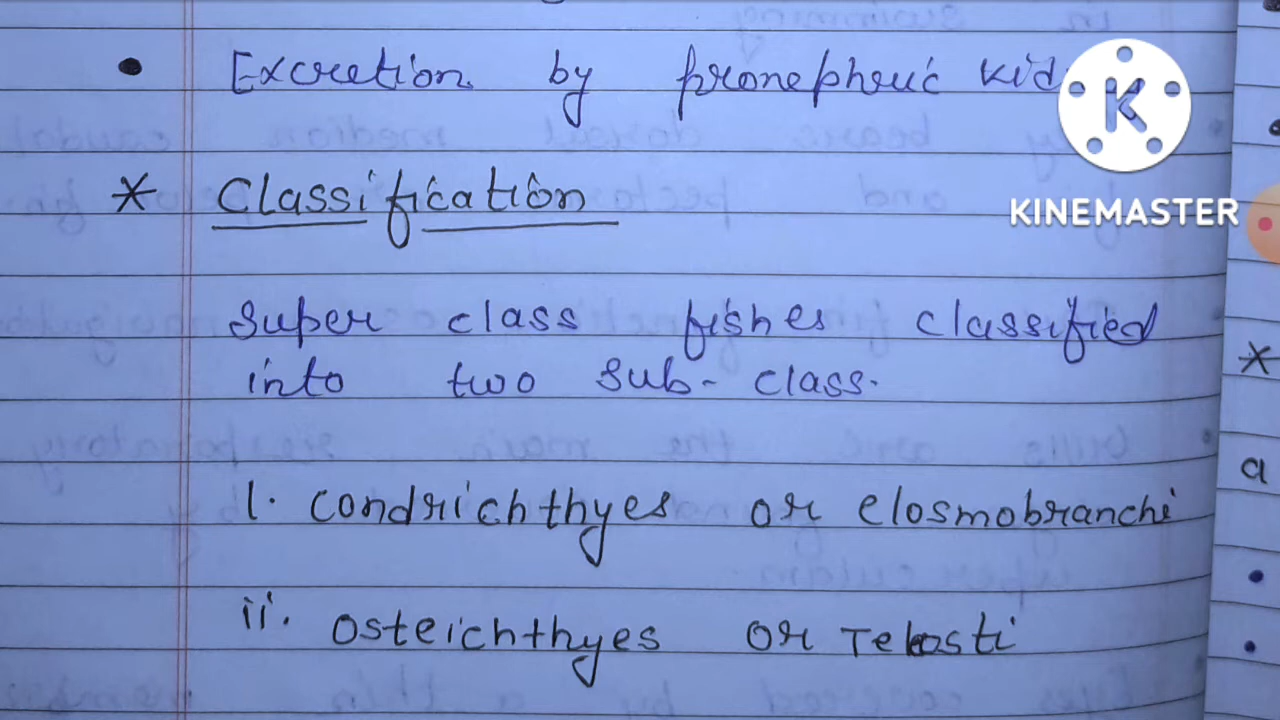 • Excretion by pronephric kid
* Classification
Super class fishes classified
into two sub-class.
1. condrichthyes or elosmobranchi
ii. Osteichthyes or Teleosti
K
KINEMASTER
*
a